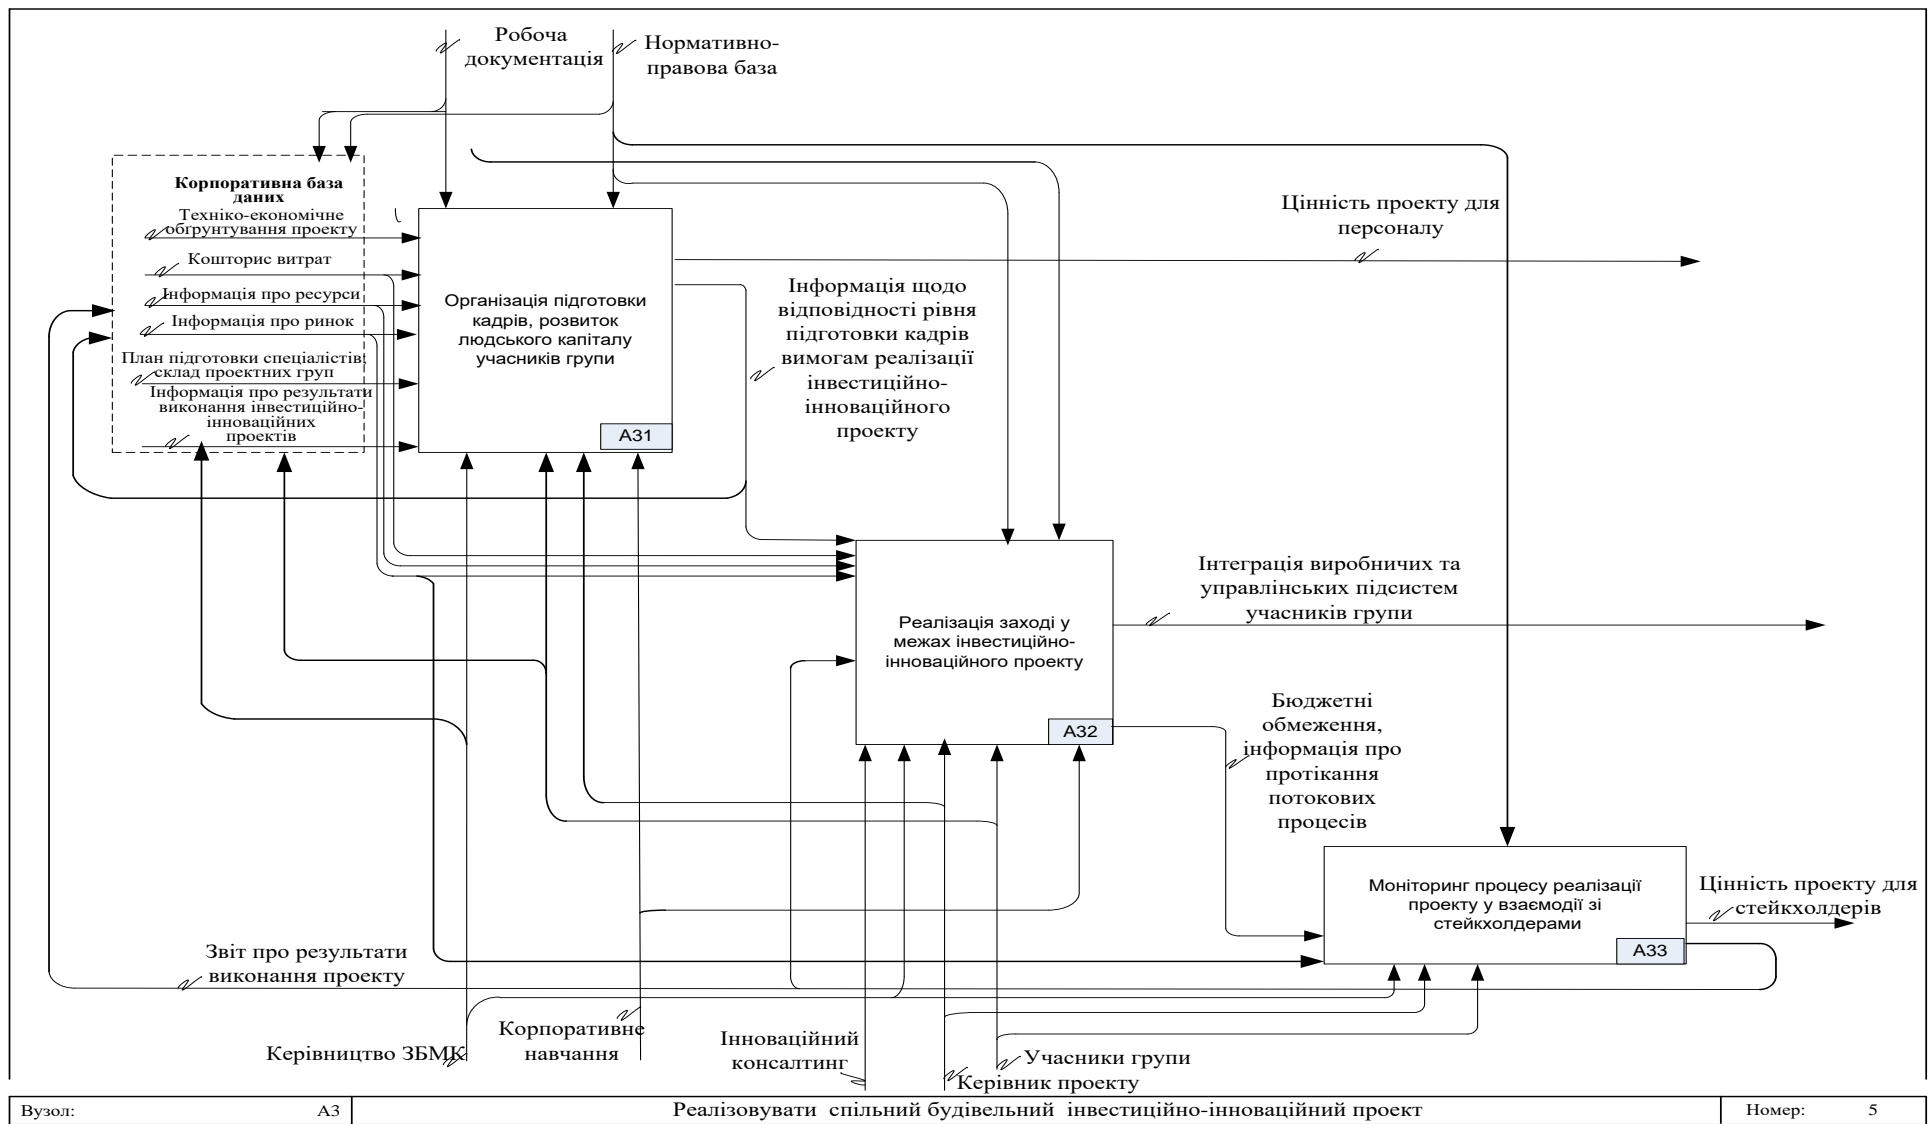 Робоча
документація
Нормативно-
правова база
Корпоративна база
даних
Техніко-економічне
обґрунтування проекту
Кошторис витрат
Інформація про ресурси
Інформація про ринок
План підготовки спеціалістів;
склад проектних груп
Інформація про результати
виконання інвестиційно-
інноваційних
проектів
Організація підготовки
кадрів, розвиток
людського капіталу
учасників групи
А31
Цінність проекту для
персоналу
Інформація щодо
відповідності рівня
підготовки кадрів
вимогам реалізації
інвестиційно-
інноваційного
проекту
Реалізація заході у
межах інвестиційно-
інноваційного проекту
А32
Інтеграція виробничих та
управлінських підсистем
учасників групи
Бюджетні
обмеження,
інформація про
протікання
потокових
процесів
Моніторинг процесу реалізації
проекту у взаємодії зі
стейкхолдерами
А33
Цінність проекту для
стейкхолдерів
Звіт про результати
виконання проекту
Керівництво ЗБМК
Корпоративне
навчання
Інноваційний
консалтинг
Учасники групи
Керівник проекту
Вузол: А3
Реалізовувати спільний будівельний інвестиційно-інноваційний проект
Номер: 5